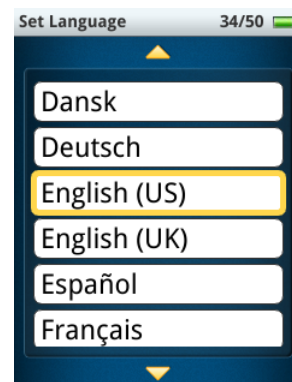 Set Language 34/50
Dansk
Deutsch
English (US)
English (UK)
Español
Français